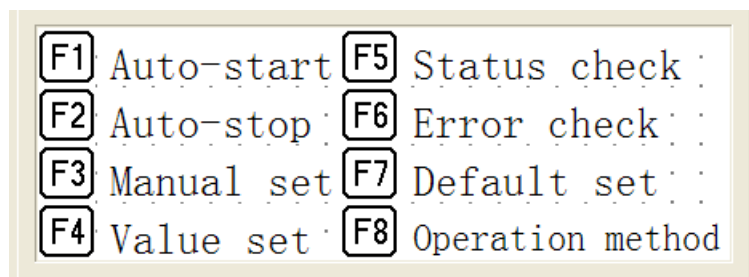 F1 Auto-start F5 Status check
F2 Auto-stop F6 Error check
F3 Manual set F7 Default set
F4 Value set F8 Operation method